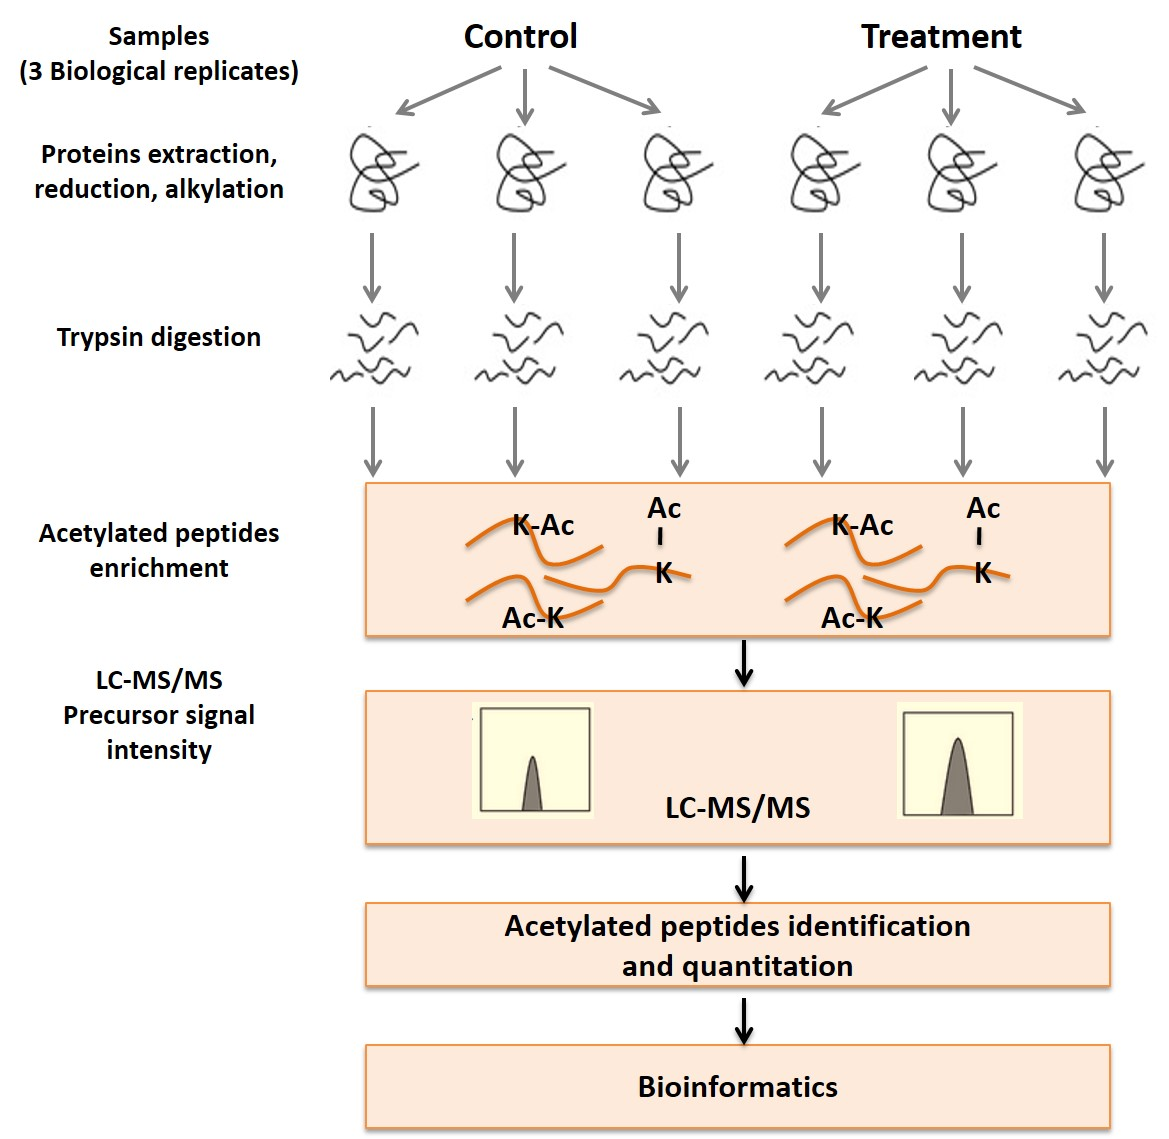 Samples
(3 Biological replicates)
Control
Treatment
Proteins extraction,
reduction, alkylation
Trypsin digestion
Acetylated peptides
enrichment
K-Ac
Ac
K
Ac-K
K-Ac
Ac
K
Ac-K
LC-MS/MS
Precursor signal
intensity
LC-MS/MS
Acetylated peptides identification
and quantitation
Bioinformatics